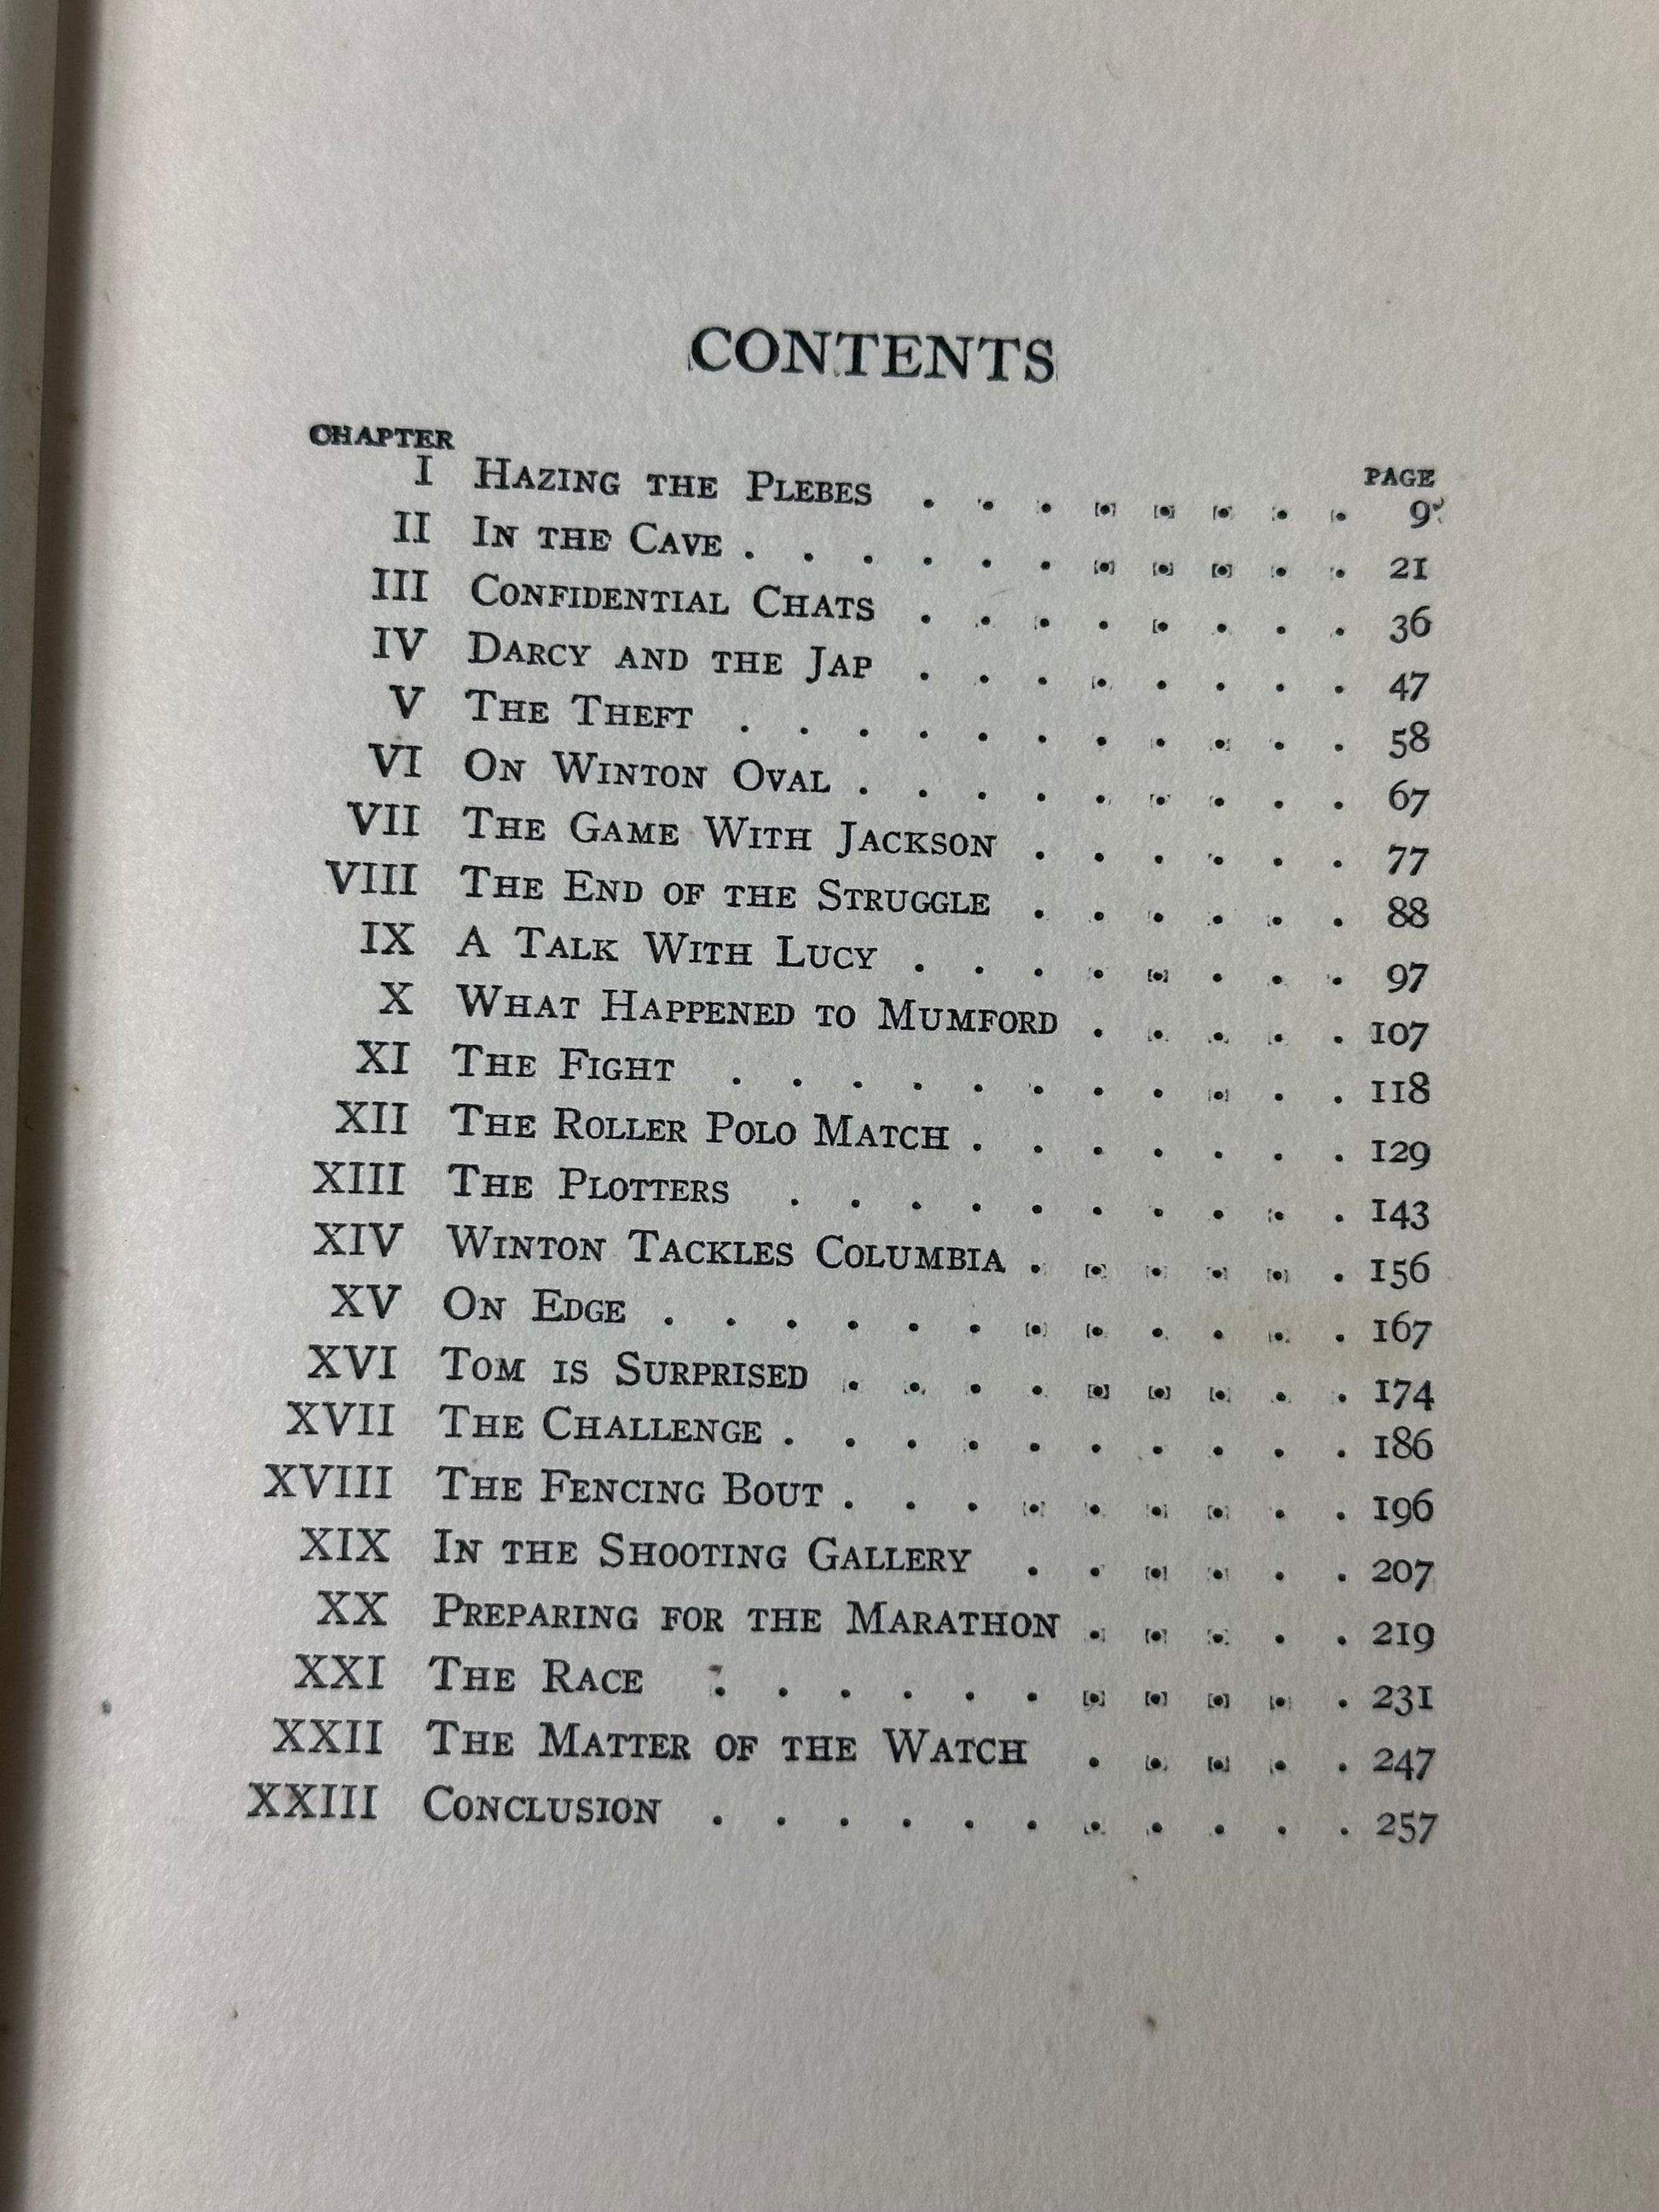 CONTENTS
CHAPTER PAGE
I HAZING THE PLEBES . . . . . . . . 9
II IN THE CAVE . . . . . . . . . . . 21
III CONFIDENTIAL CHATS . . . . . . . . 36
IV DARCY AND THE JAP . . . . . . . . 47
V THE THEFT . . . . . . . . . . . 58
VI ON WINTON OVAL . . . . . . . . . 67
VII THE GAME WITH JACKSON . . . . . . 77
VIII THE END OF THE STRUGGLE . . . . . . 88
IX A TALK WITH LUCY . . . . . . . . 97
X WHAT HAPPENED TO MUMFORD . . . . . 107
XI THE FIGHT . . . . . . . . . . . 118
XII THE ROLLER POLO MATCH . . . . . . . 129
XIII THE PLOTTERS . . . . . . . . . . 143
XIV WINTON TACKLES COLUMBIA . . . . . . 156
XV ON EDGE . . . . . . . . . . . . 167
XVI TOM IS SURPRISED . . . . . . . . . 174
XVII THE CHALLENGE . . . . . . . . . . 186
XVIII THE FENCING BOUT . . . . . . . . . 196
XIX IN THE SHOOTING GALLERY . . . . . . 207
XX PREPARING FOR THE MARATHON . . . . . 219
XXI THE RACE . . . . . . . . . . . 231
XXII THE MATTER OF THE WATCH . . . . . 247
XXIII CONCLUSION . . . . . . . . . . . 257